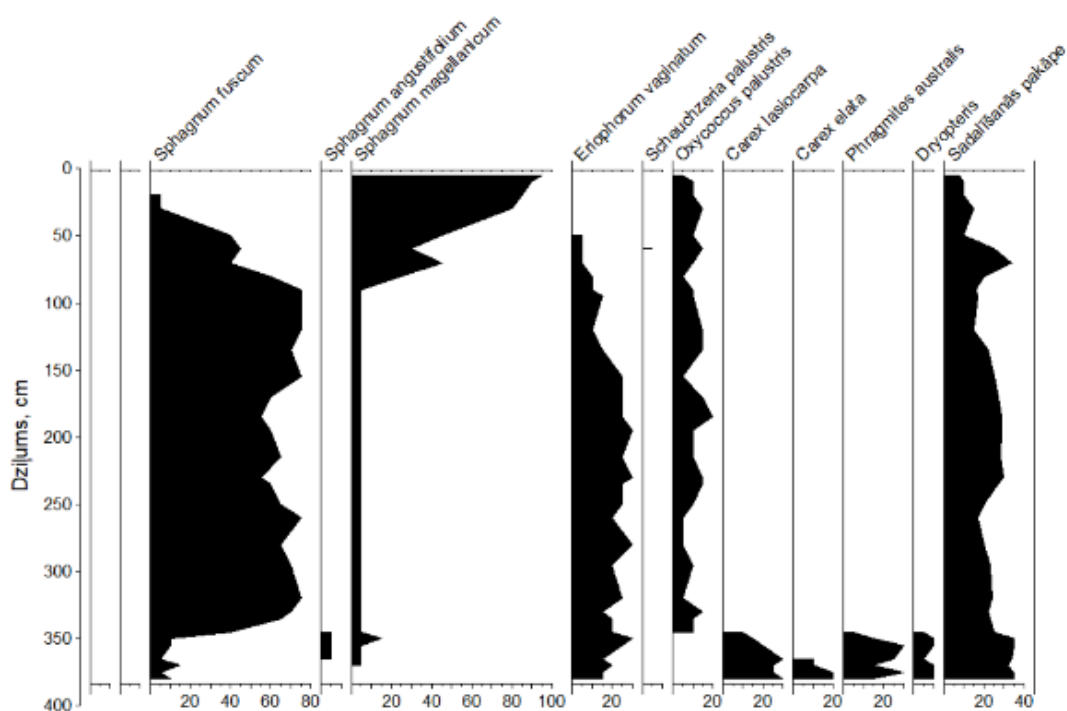 Sphagnum fuscum
Sphagnum angustifolium
Sphagnum magellanicum
Eriophorum vaginatum
Scheuchzeria palustris
Oxycoccus palustris
Carex lasiocarpa
Carex elata
Phragmites australis
Dryopteris
Sadalīšanās pakāpe
Dziļums, cm
0
50
100
150
200
250
300
350
400
20 40 60 80 20 40 60 80 100 20 20 20 20 20 20 40